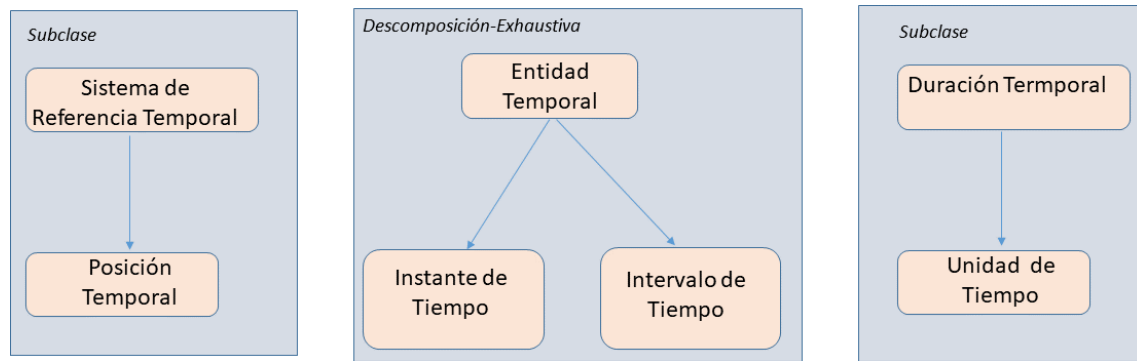 Subclase
Sistema de
Referencia Temporal
Posición
Temporal
Descomposición-Exhaustiva
Entidad
Temporal
Instante de
Tiempo
Intervalo de
Tiempo
Subclase
Duración Termporal
Unidad de
Tiempo